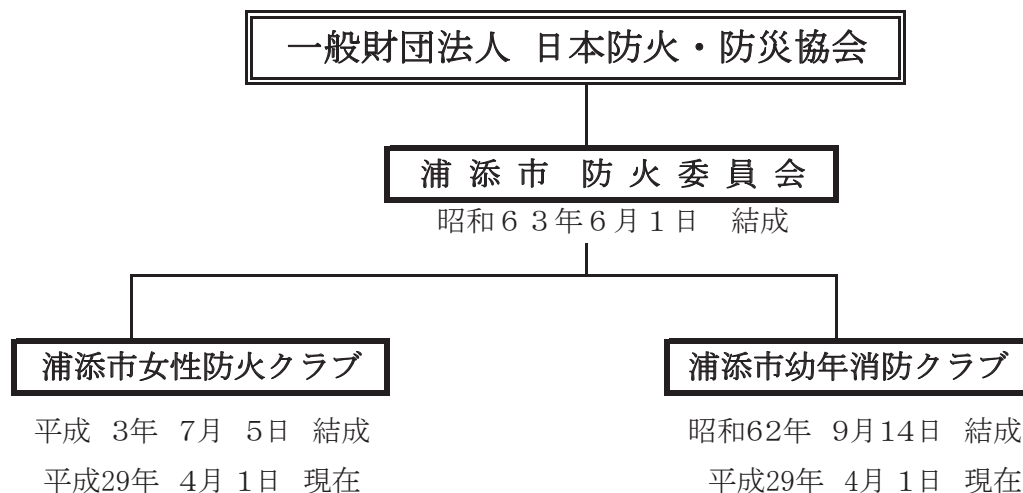 一般財団法人 日本防火・防災協会
浦添市 防火委員会
昭和６３年６月１日 結成
浦添市女性防火クラブ
平成 3年 7月 5日 結成
平成29年 4月 1日 現在
浦添市幼年消防クラブ
昭和62年 9月14日 結成
平成29年 4月 1日 現在